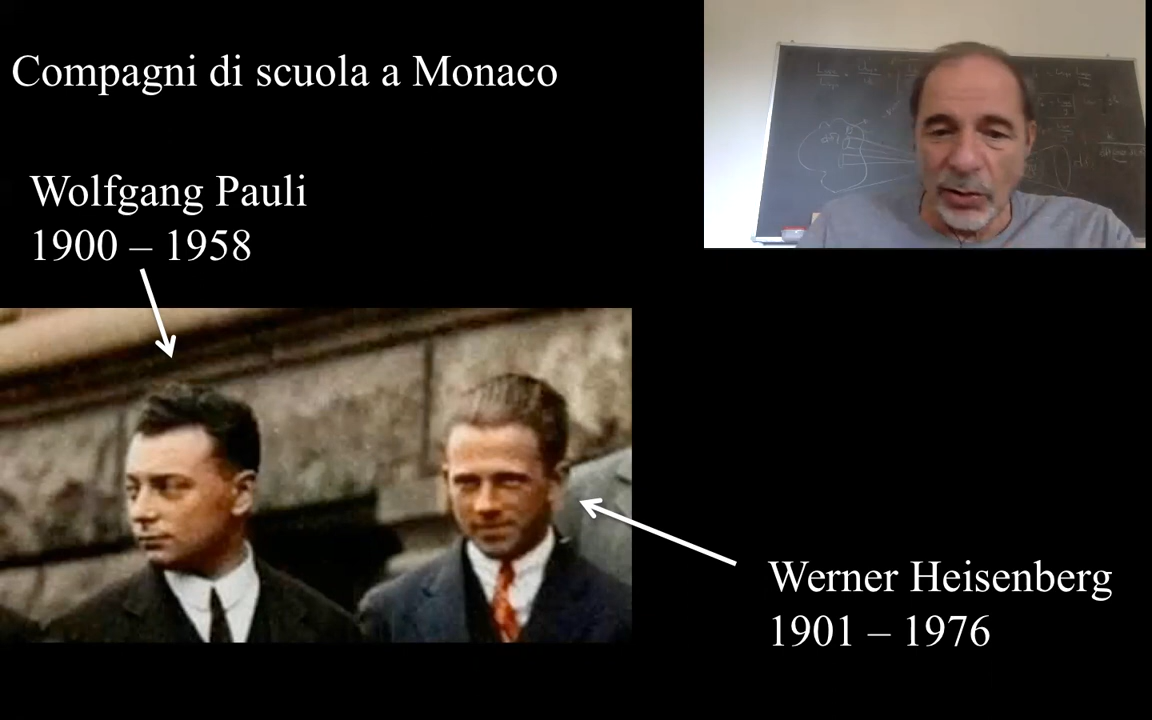 Compagni di scuola a Monaco
Wolfgang Pauli
1900 – 1958
Werner Heisenberg
1901 – 1976